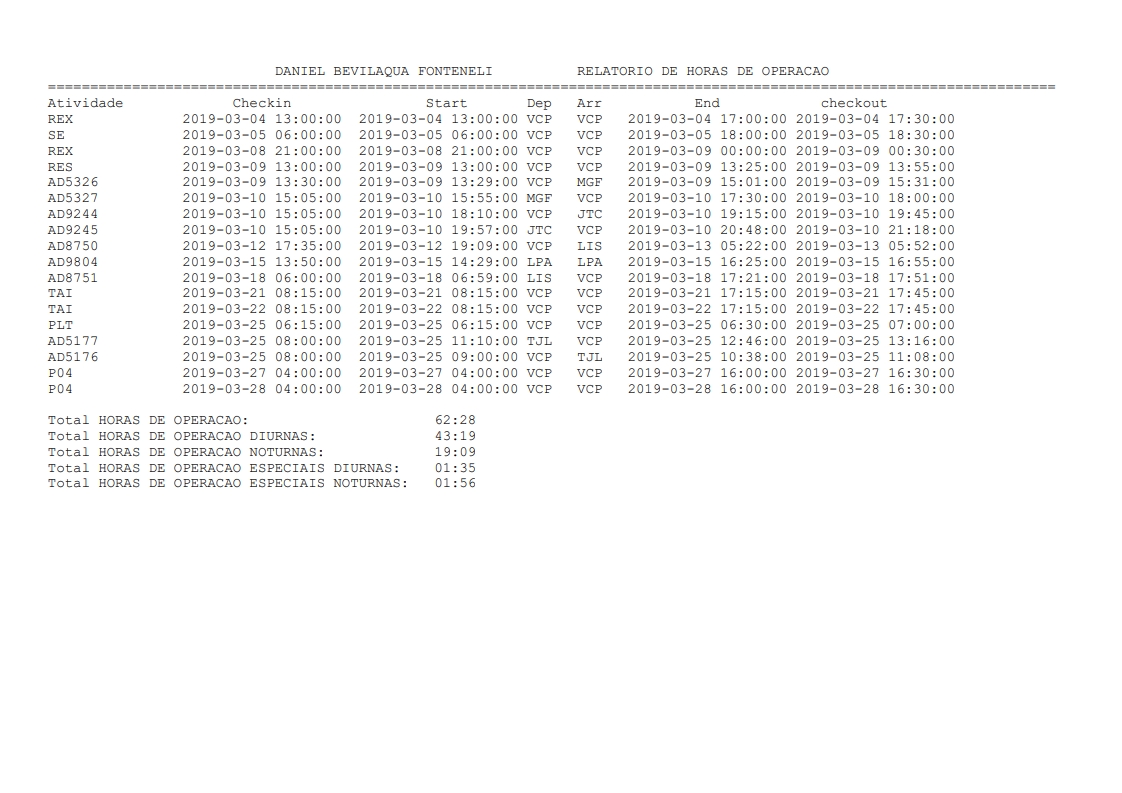 DANIEL BEVILAQUA FONTENELI          RELATORIO DE HORAS DE OPERACAO
========================================================================================================================
Atividade             Checkin                Start       Dep   Arr           End            checkout
REX             2019-03-04 13:00:00  2019-03-04 13:00:00 VCP   VCP   2019-03-04 17:00:00 2019-03-04 17:30:00
SE              2019-03-05 06:00:00  2019-03-05 06:00:00 VCP   VCP   2019-03-05 18:00:00 2019-03-05 18:30:00
REX             2019-03-08 21:00:00  2019-03-08 21:00:00 VCP   VCP   2019-03-09 00:00:00 2019-03-09 00:30:00
RES             2019-03-09 13:00:00  2019-03-09 13:00:00 VCP   VCP   2019-03-09 13:25:00 2019-03-09 13:55:00
AD5326          2019-03-09 13:30:00  2019-03-09 13:29:00 VCP   MGF   2019-03-09 15:01:00 2019-03-09 15:31:00
AD5327          2019-03-10 15:05:00  2019-03-10 15:55:00 MGF   VCP   2019-03-10 17:30:00 2019-03-10 18:00:00
AD9244          2019-03-10 15:05:00  2019-03-10 18:10:00 VCP   JTC   2019-03-10 19:15:00 2019-03-10 19:45:00
AD9245          2019-03-10 15:05:00  2019-03-10 19:57:00 JTC   VCP   2019-03-10 20:48:00 2019-03-10 21:18:00
AD8750          2019-03-12 17:35:00  2019-03-12 19:09:00 VCP   LIS   2019-03-13 05:22:00 2019-03-13 05:52:00
AD9804          2019-03-15 13:50:00  2019-03-15 14:29:00 LPA   LPA   2019-03-15 16:25:00 2019-03-15 16:55:00
AD8751          2019-03-18 06:00:00  2019-03-18 06:59:00 LIS   VCP   2019-03-18 17:21:00 2019-03-18 17:51:00
TAI             2019-03-21 08:15:00  2019-03-21 08:15:00 VCP   VCP   2019-03-21 17:15:00 2019-03-21 17:45:00
TAI             2019-03-22 08:15:00  2019-03-22 08:15:00 VCP   VCP   2019-03-22 17:15:00 2019-03-22 17:45:00
PLT             2019-03-25 06:15:00  2019-03-25 06:15:00 VCP   VCP   2019-03-25 06:30:00 2019-03-25 07:00:00
AD5177          2019-03-25 08:00:00  2019-03-25 11:10:00 TJL   VCP   2019-03-25 12:46:00 2019-03-25 13:16:00
AD5176          2019-03-25 08:00:00  2019-03-25 09:00:00 VCP   TJL   2019-03-25 10:38:00 2019-03-25 11:08:00
P04             2019-03-27 04:00:00  2019-03-27 04:00:00 VCP   VCP   2019-03-27 16:00:00 2019-03-27 16:30:00
P04             2019-03-28 04:00:00  2019-03-28 04:00:00 VCP   VCP   2019-03-28 16:00:00 2019-03-28 16:30:00
Total HORAS DE OPERACAO:                      62:28
Total HORAS DE OPERACAO DIURNAS:              43:19
Total HORAS DE OPERACAO NOTURNAS:             19:09
Total HORAS DE OPERACAO ESPECIAIS DIURNAS:    01:35
Total HORAS DE OPERACAO ESPECIAIS NOTURNAS:   01:56